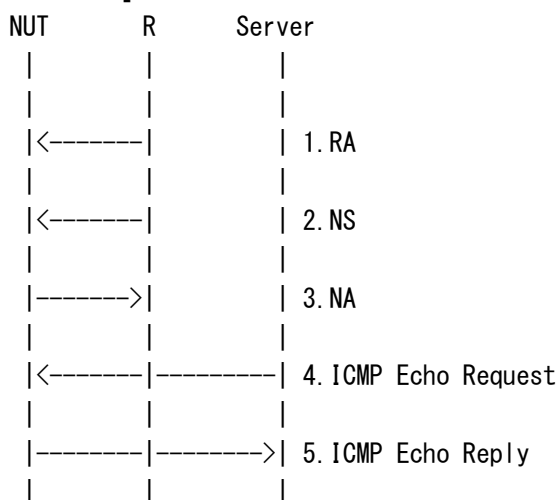 NUT R Server
1.RA
2.NS
3.NA
4.ICMP Echo Request
5.ICMP Echo Reply